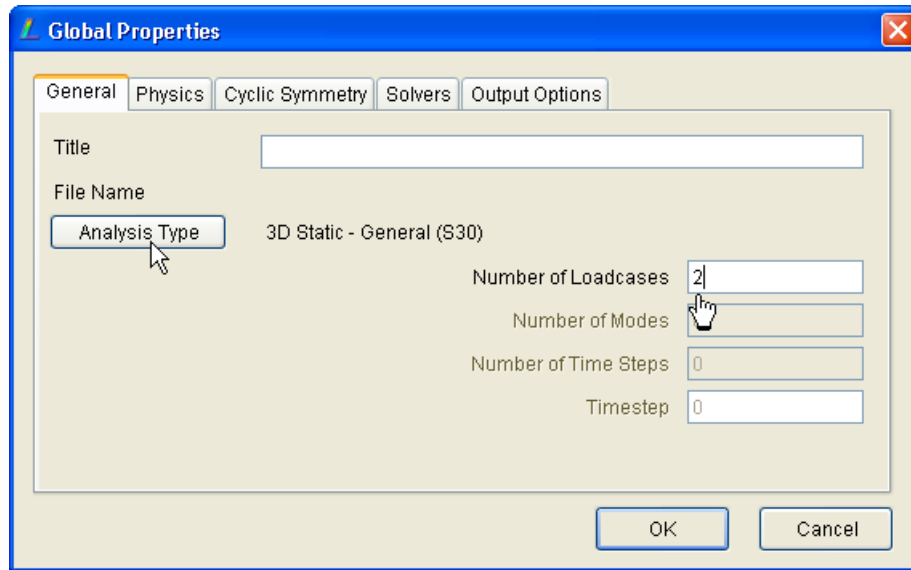 Global Properties
General Physics Cyclic Symmetry Solvers Output Options
Title
File Name
Analysis Type 3D Static - General (S30)
Number of Loadcases 2
Number of Modes
Number of Time Steps 0
Timestep 0
OK Cancel